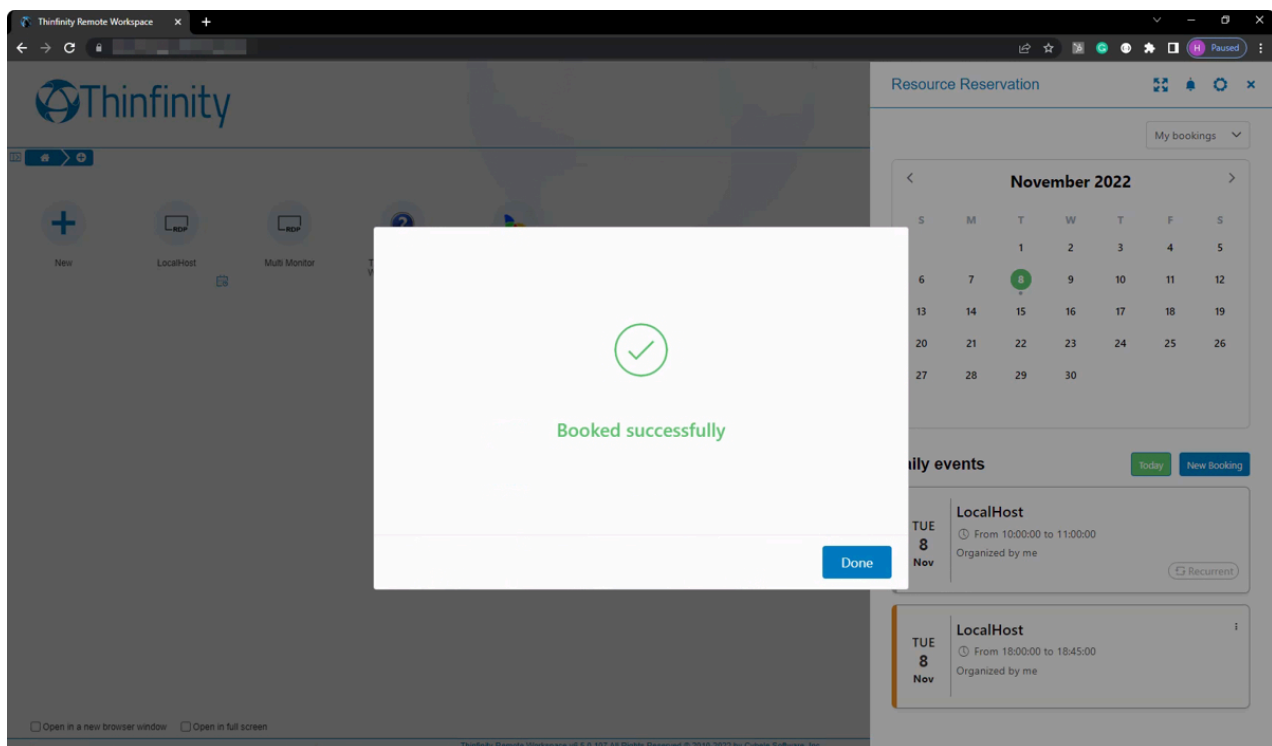 Thinfinity Remote Workspace
Paused
Thinfinity
Resource Reservation
My bookings
November 2022
S M T W T F S
1 2 3 4 5
6 7 8 9 10 11 12
13 14 15 16 17 18 19
20 21 22 23 24 25 26
27 28 29 30
New
LocalHost
Multi Monitor
RDP
RDP
Booked successfully
Done
ily events
Today
New Booking
TUE
8
Nov
LocalHost
From 10:00:00 to 11:00:00
Organized by me
Recurrent
TUE
8
Nov
LocalHost
From 18:00:00 to 18:45:00
Organized by me
Open in a new browser window
Open in full screen